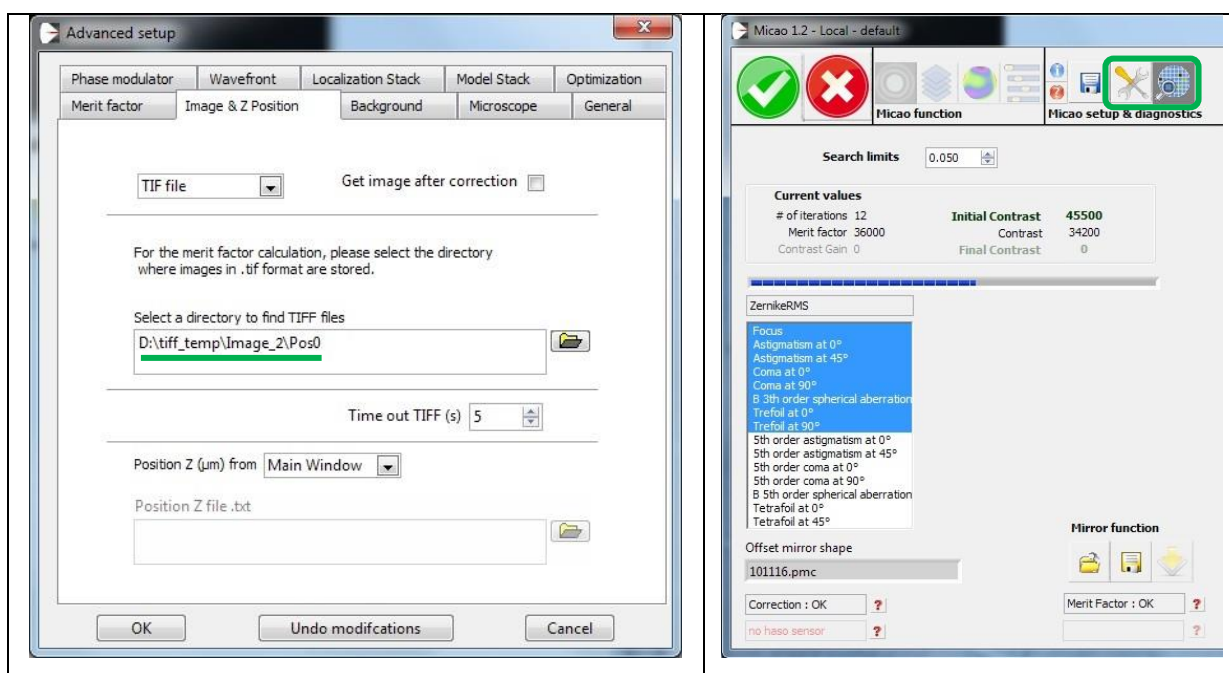 Advanced setup
Phase modulator Wavefront Localization Stack Model Stack Optimization
Merit factor Image & Z Position Background Microscope General
TIF file Get image after correction
For the merit factor calculation, please select the directory
where images in .tif format are stored.
Select a directory to find TIFF files
D:\tiff_temp\Image_2\Pos0
Time out TIFF (s) 5
Position Z (µm) from Main Window
Position Z file .txt
OK Undo modifcations Cancel
Micao 1.2 - Local - default
Micao function Micao setup & diagnostics
Search limits 0.050
Current values
# of iterations 12 Initial Contrast 45500
Merit factor 36000 Contrast 34200
Contrast Gain 0 Final Contrast 0
ZernikeRMS
Focus
Astigmatism at 0°
Astigmatism at 45°
Coma at 0°
Coma at 90°
B 3th order spherical aberration
Trefoil at 0°
Trefoil at 90°
5th order astigmatism at 0°
5th order astigmatism at 45°
5th order coma at 0°
5th order coma at 90°
B 5th order spherical aberration
Tetrafoil at 0°
Tetrafoil at 45°
Mirror function
Offset mirror shape
101116.pmc
Correction : OK ? Merit Factor : OK ?
no haso sensor ? ?